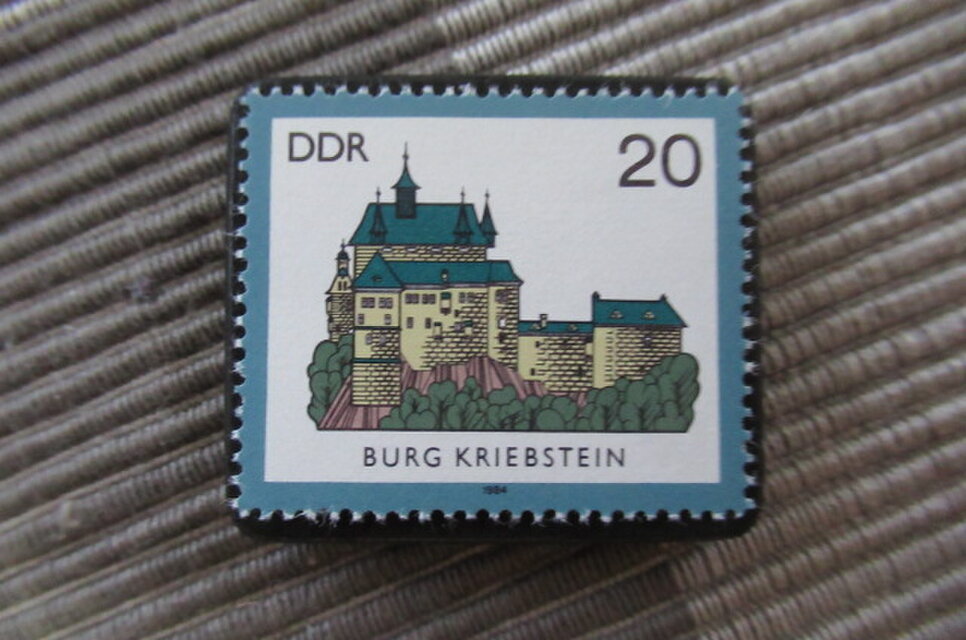 DDR 20
BURG KRIEBSTEIN
1984